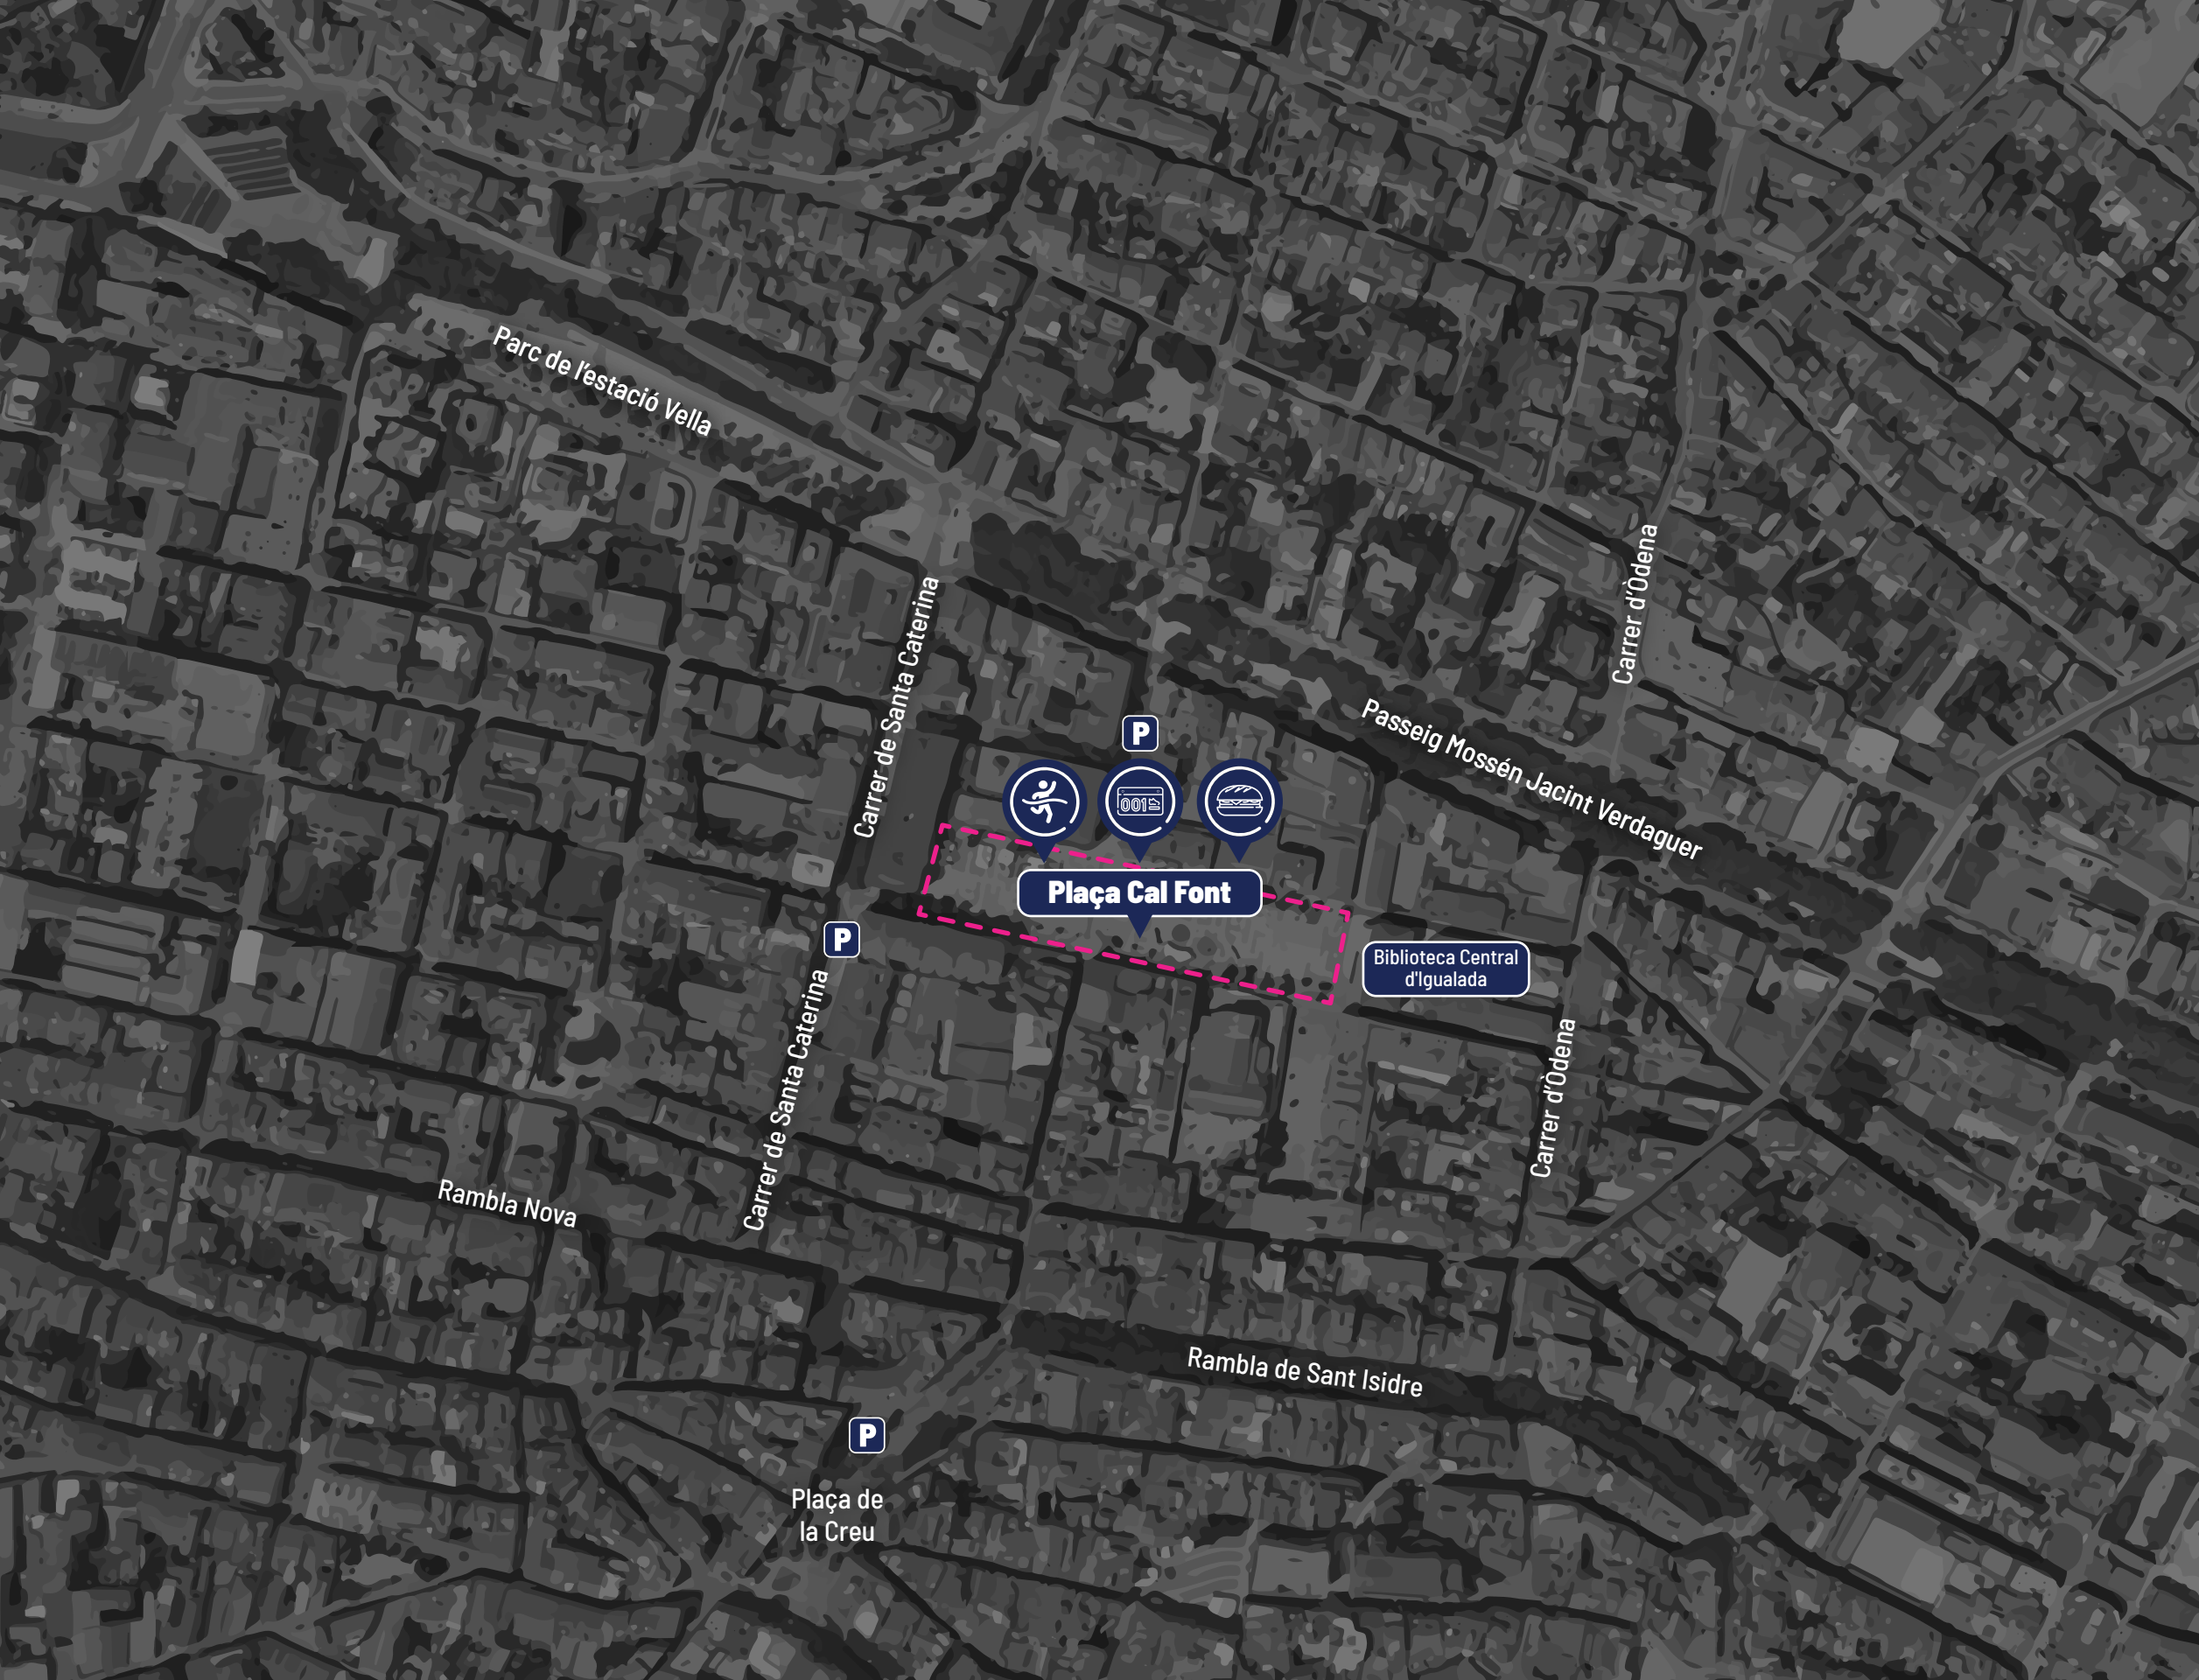 Parc de l'estació Vella
Carrer d'Òdena
Carrer de Santa Caterina
Passeig Mossén Jacint Verdaguer
P
001
Plaça Cal Font
P
Biblioteca Central
d'Igualada
Carrer de Santa Caterina
Carrer d'Òdena
Rambla Nova
Rambla de Sant Isidre
P
Plaça de
la Creu